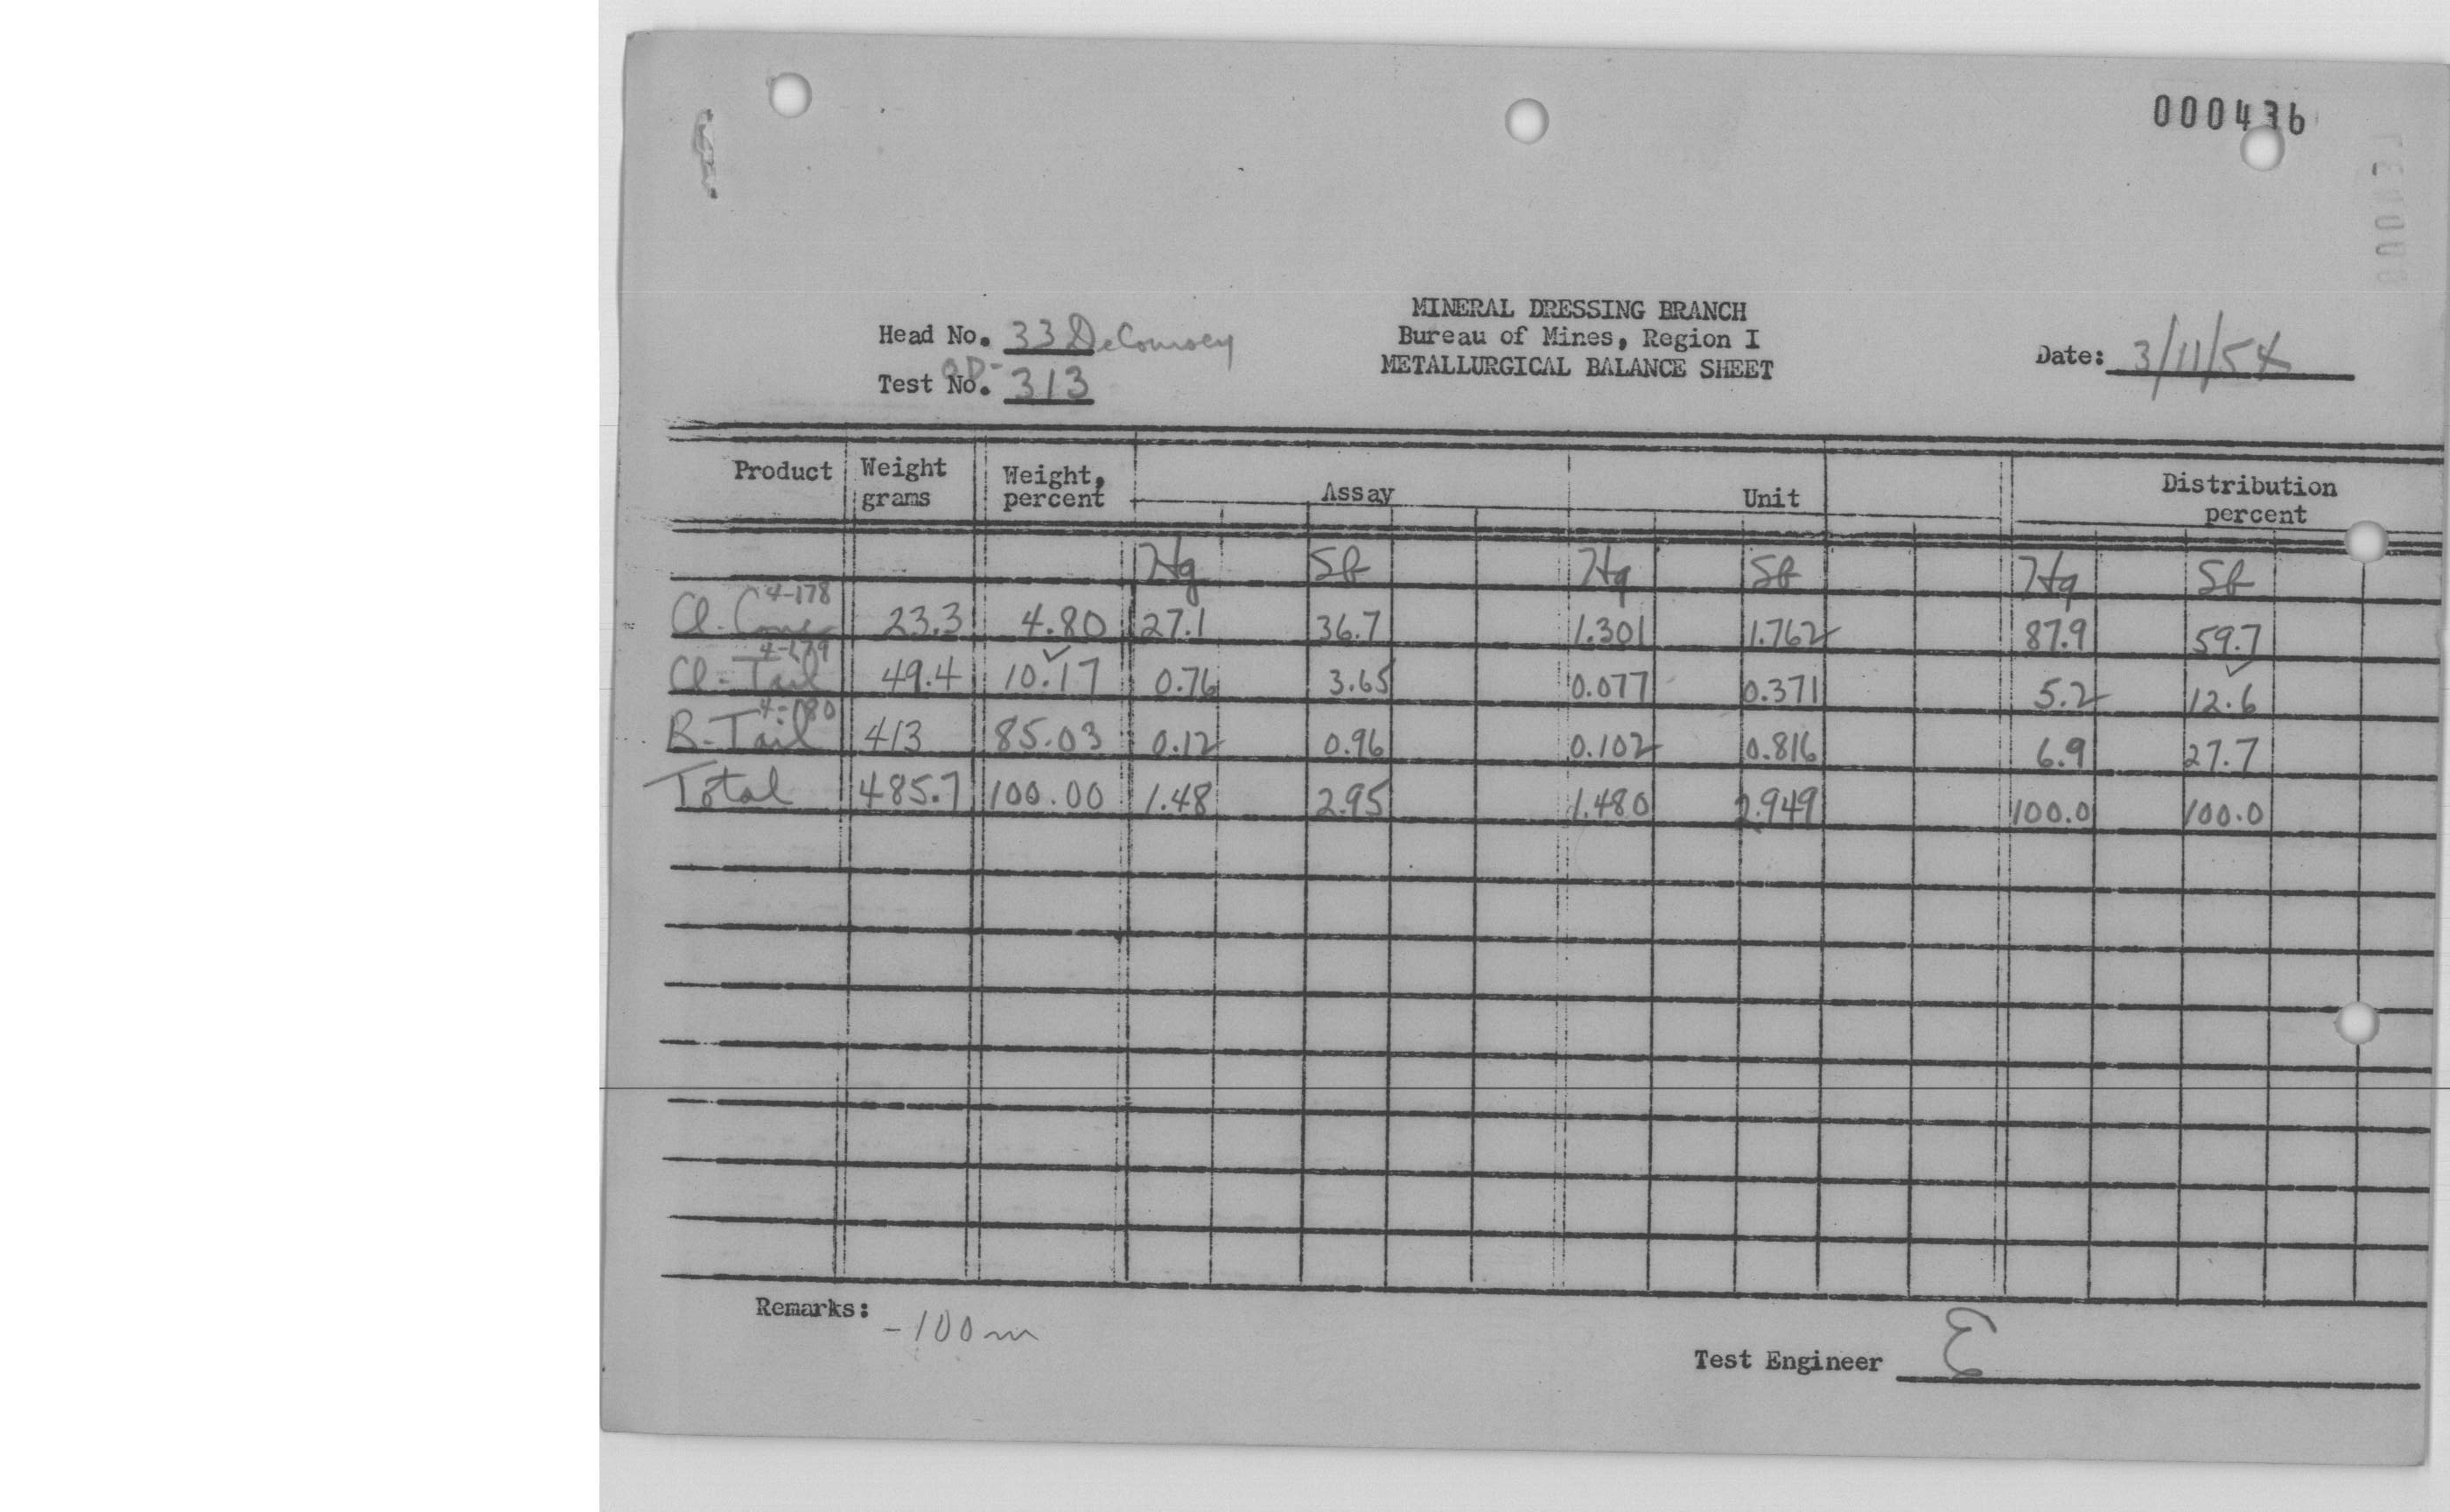 000436
MINERAL DRESSING BRANCH
Head No. 33 DeCoursey Bureau of Mines, Region I Date: 3/11/54
OD-
Test No. 313 METALLURGICAL BALANCE SHEET
Product Weight grams Weight, percent Assay Unit Distribution percent
Hg Sb Hg Sb Hg Sb
4-178
Cl. Conc 23.3 4.80 27.1 36.7 1.301 1.762 87.9 59.7
4-179
Cl-Tail 49.4 10.17 0.76 3.65 0.077 0.371 5.2 12.6
4-180
R-Tail 413 85.03 0.12 0.96 0.102 0.816 6.9 27.7
Total 485.7 100.00 1.48 2.95 1.480 2.949 100.0 100.0
Remarks: -100m
Test Engineer E